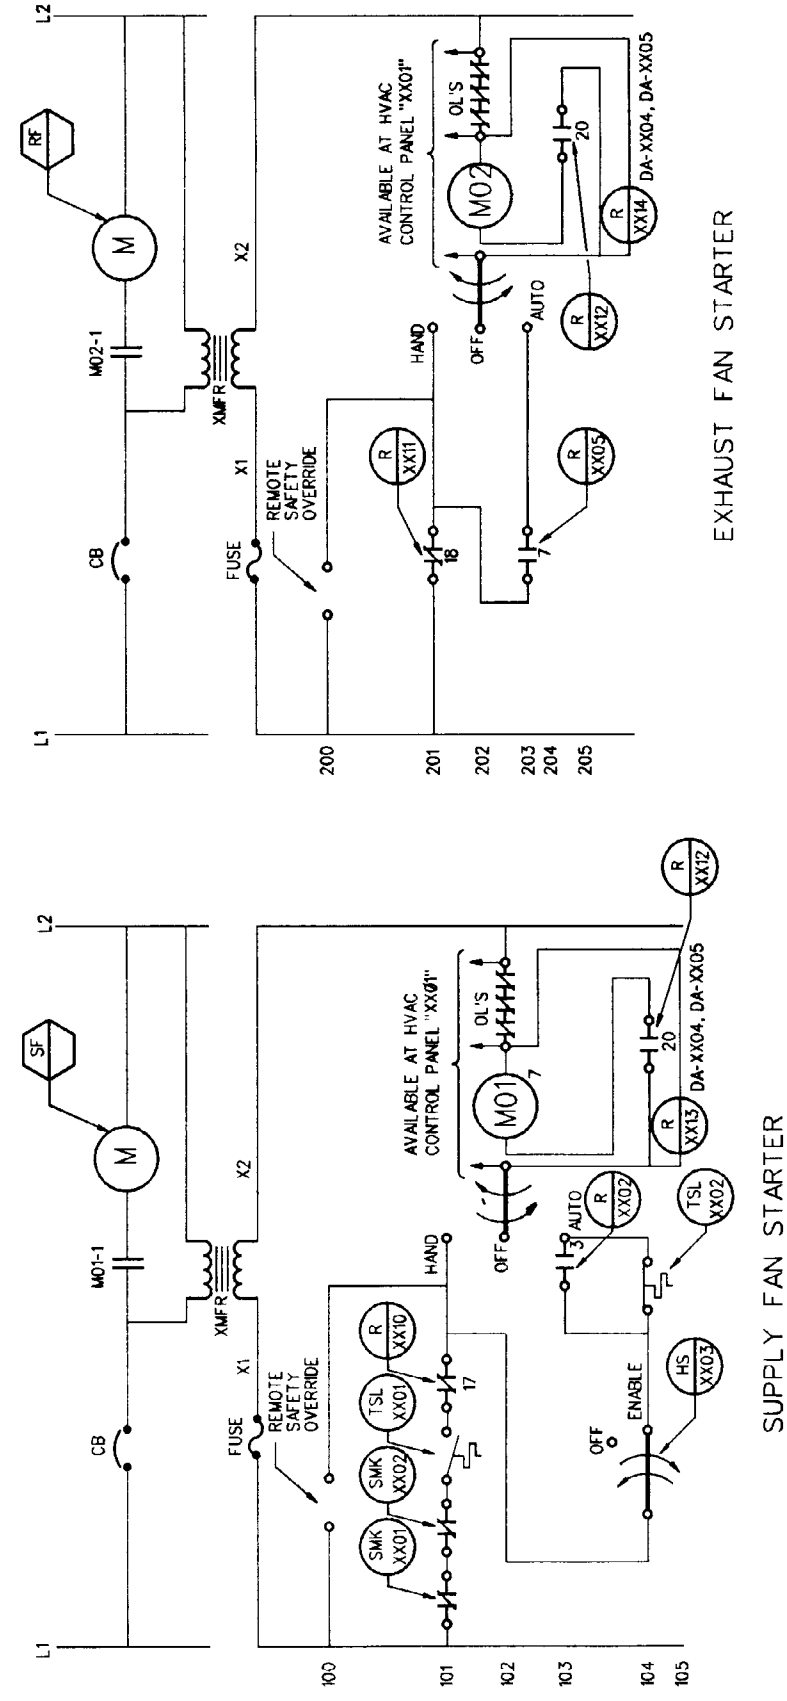 L1
L2
CB
M01-1
M
SF
XMFR
FUSE
X1
X2
REMOTE
SAFETY
OVERRIDE
AVAILABLE AT HVAC
CONTROL PANEL "XX01"
100
101
102
103
104
105
SMK
XX01
SMK
XX02
TSL
XX01
R
XX10
17
HAND
OFF
AUTO
M01
7
OL'S
3
R
XX02
TSL
XX02
OFF
ENABLE
HS
XX03
R
XX13
20
DA-XX04, DA-XX05
R
XX12
SUPPLY FAN STARTER
L1
L2
CB
M02-1
M
RF
XMFR
FUSE
X1
X2
REMOTE
SAFETY
OVERRIDE
AVAILABLE AT HVAC
CONTROL PANEL "XX01"
200
201
202
203
204
205
18
R
XX11
HAND
OFF
AUTO
M02
OL'S
7
R
XX05
R
XX12
20
R
XX14
DA-XX04, DA-XX05
EXHAUST FAN STARTER